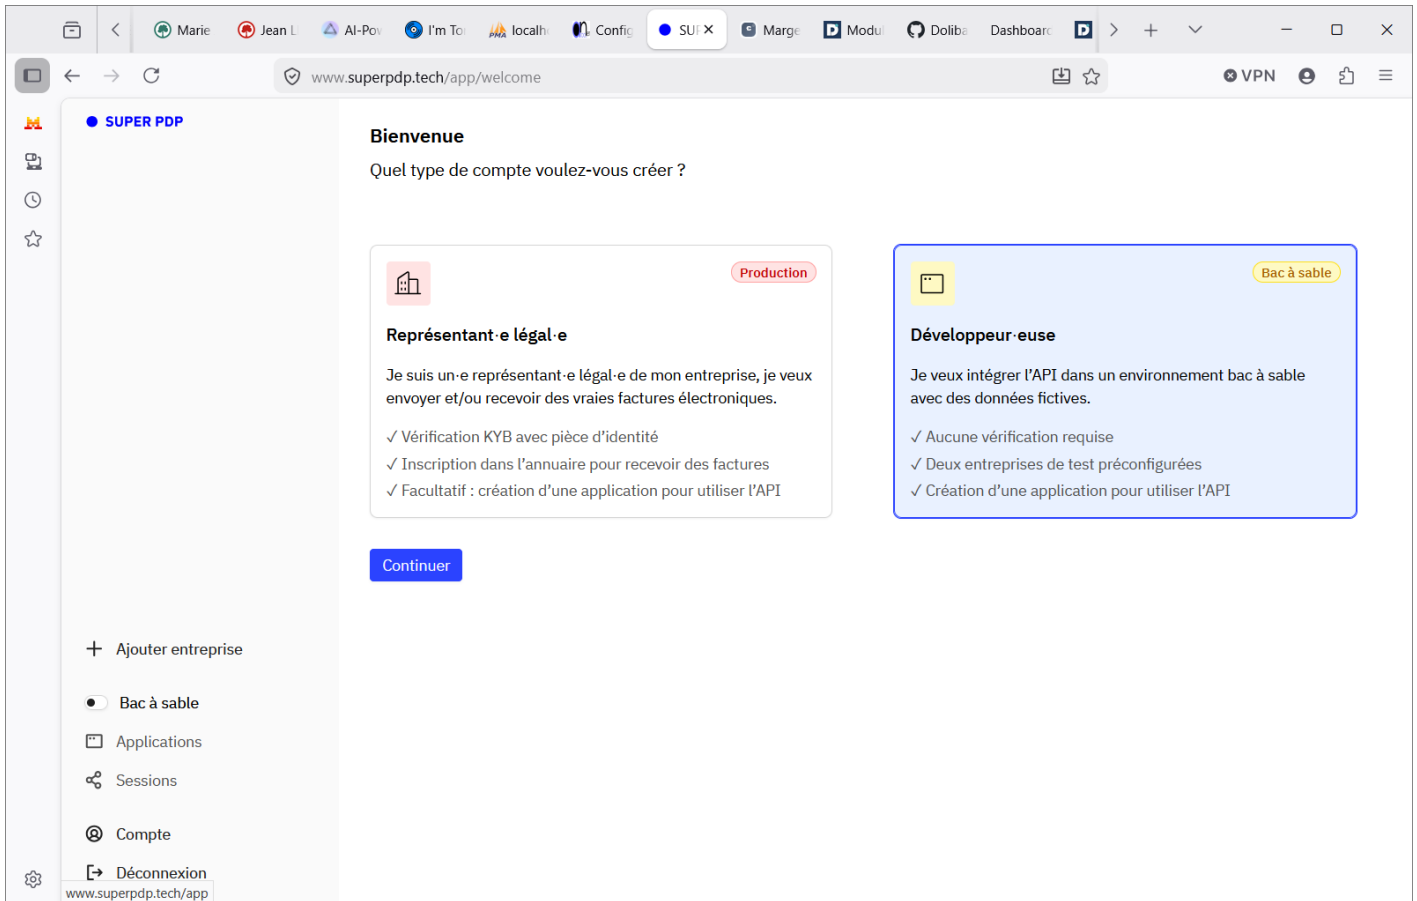 Marie
Jean L
AI-Pow
I'm To
localh
Config
SUF
Marge
Modul
Doliba
Dashboard
www.superpdp.tech/app/welcome
VPN
SUPER PDP
Bienvenue
Quel type de compte voulez-vous créer ?
Production
Représentant·e légal·e
Je suis un·e représentant·e légal·e de mon entreprise, je veux
envoyer et/ou recevoir des vraies factures électroniques.
✓ Vérification KYB avec pièce d’identité
✓ Inscription dans l’annuaire pour recevoir des factures
✓ Facultatif : création d’une application pour utiliser l’API
Bac à sable
Développeur·euse
Je veux intégrer l’API dans un environnement bac à sable
avec des données fictives.
✓ Aucune vérification requise
✓ Deux entreprises de test préconfigurées
✓ Création d’une application pour utiliser l’API
Continuer
Ajouter entreprise
Bac à sable
Applications
Sessions
Compte
Déconnexion
www.superpdp.tech/app